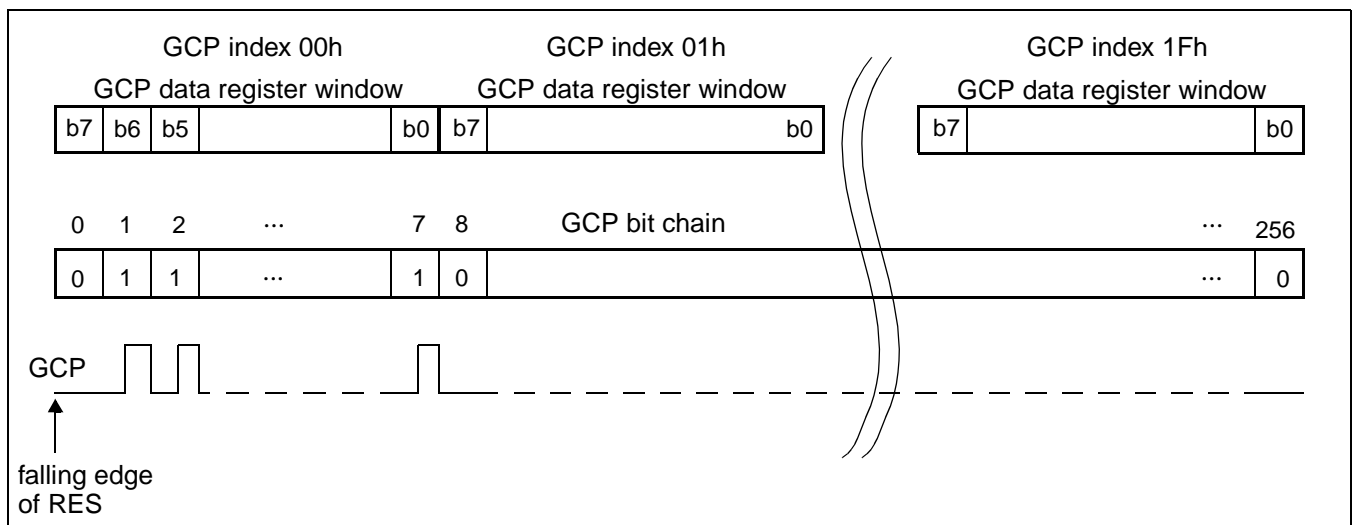 GCP index 00h GCP index 01h GCP index 1Fh
GCP data register window GCP data register window GCP data register window
b7 b6 b5 b0 b7 b0 b7 b0
0 1 2 ... 7 8 GCP bit chain ... 256
0 1 1 ... 1 0 ... 0
GCP
falling edge
of RES